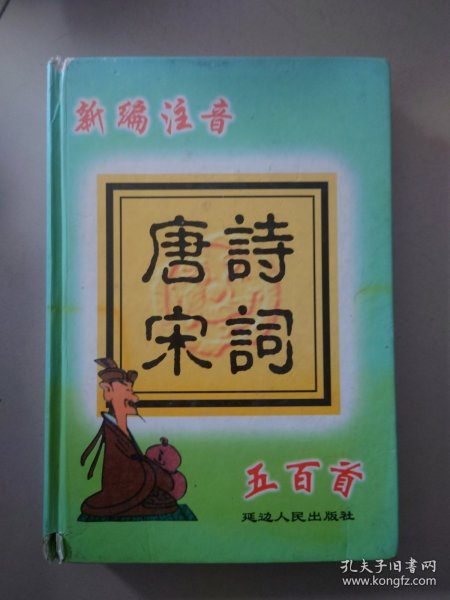 新编注音
唐詩
宋詞
五百首
延边人民出版社
孔夫子旧书网
www.kongfz.com